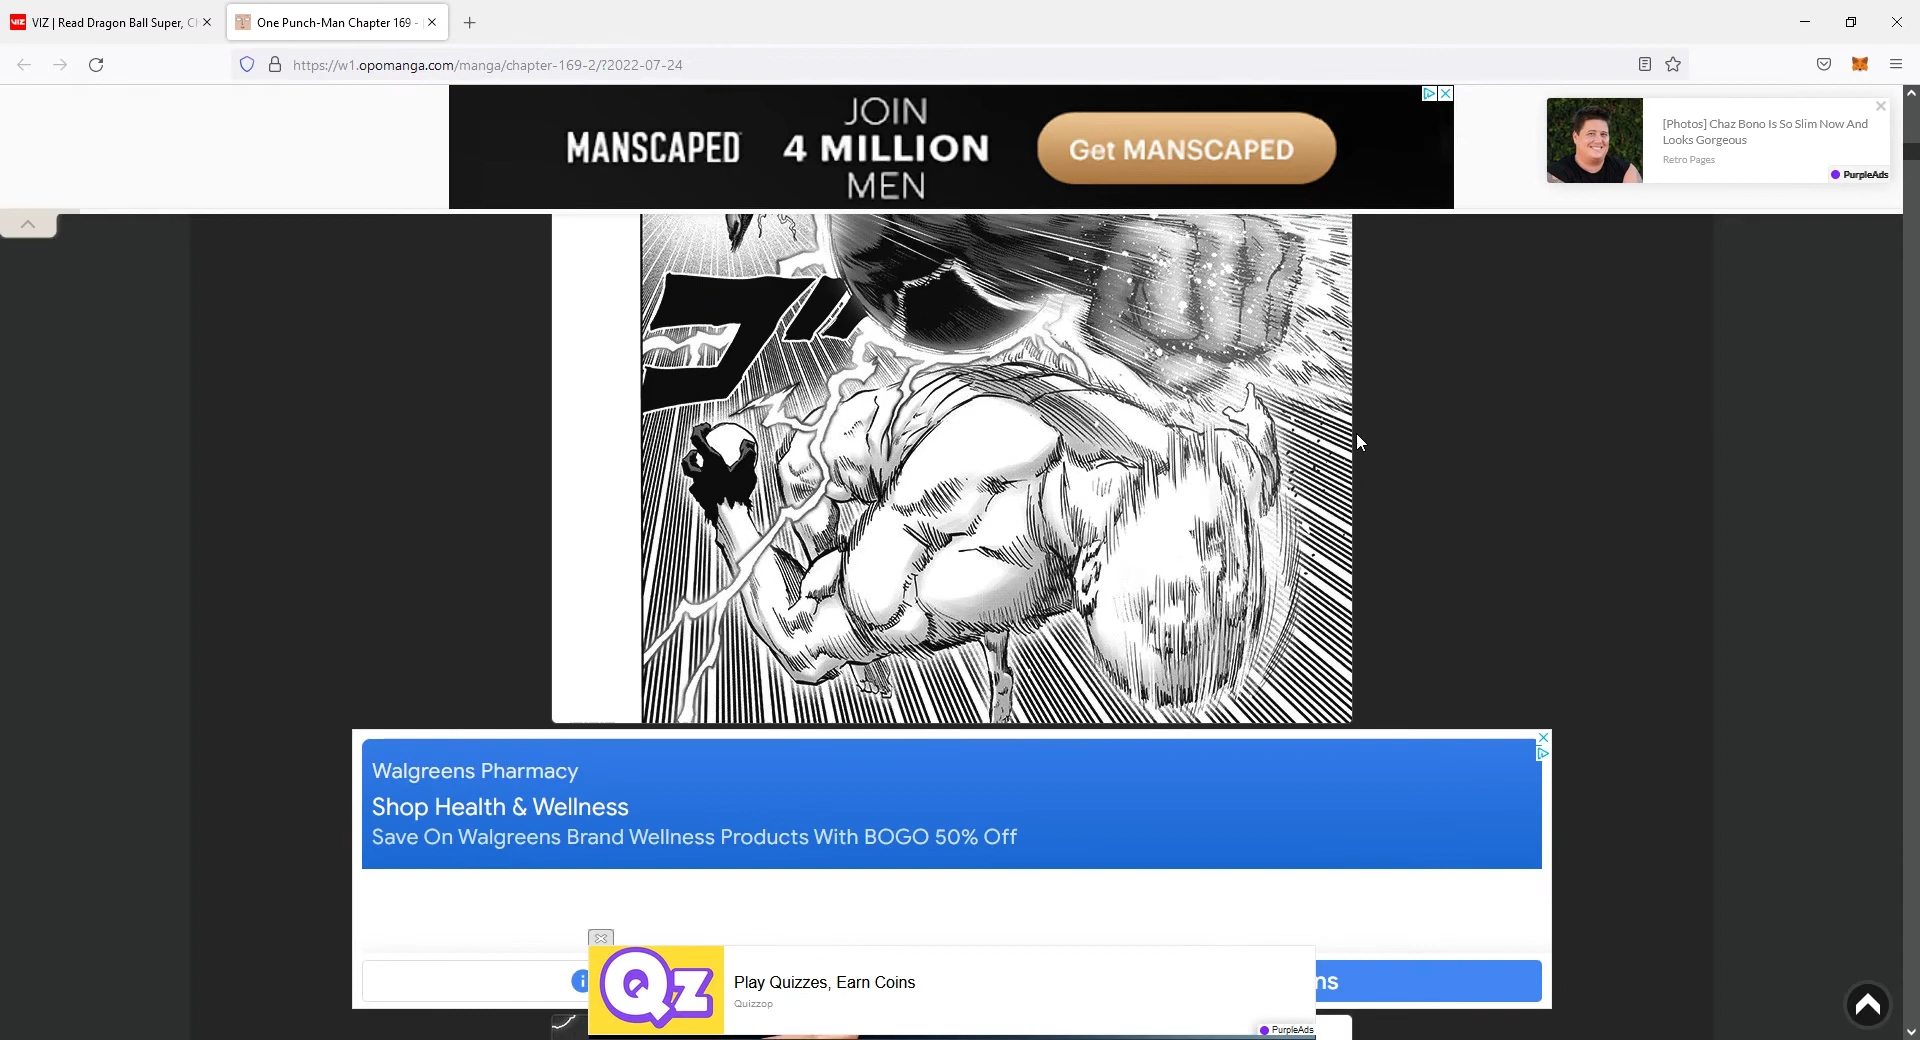 VIZ | Read Dragon Ball Super, Ch
One Punch-Man Chapter 169 -
https://w1.opomanga.com/manga/chapter-169-2/?2022-07-24
MANSCAPED
JOIN
4 MILLION
MEN
Get MANSCAPED
[Photos] Chaz Bono Is So Slim Now And
Looks Gorgeous
Retro Pages
PurpleAds
Walgreens Pharmacy
Shop Health & Wellness
Save On Walgreens Brand Wellness Products With BOGO 50% Off
ns
Qz
Play Quizzes, Earn Coins
Quizzop
PurpleAds